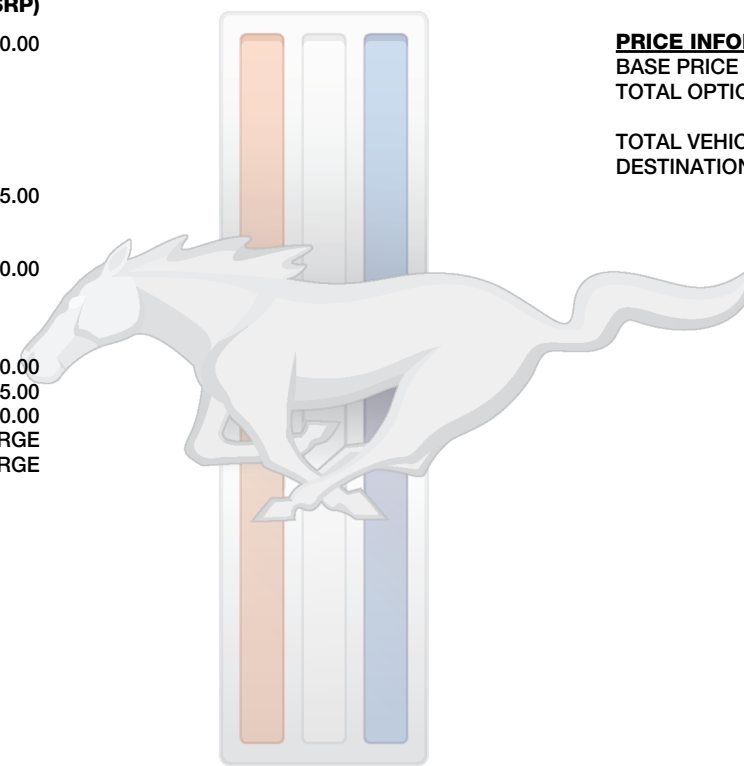 SRP)
0.00
5.00
0.00
0.00
5.00
0.00
RGE
RGE
PRICE INFO
BASE PRICE
TOTAL OPTIO
TOTAL VEHIC
DESTINATION